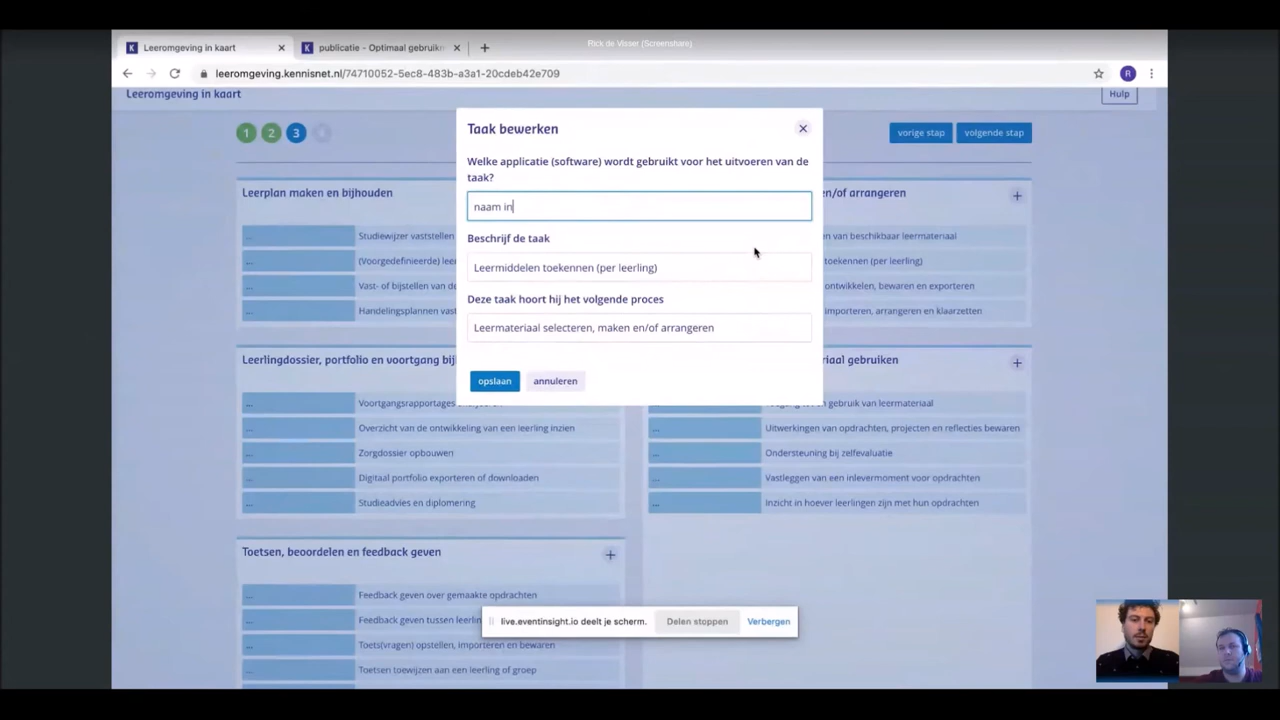 Leeromgeving in kaart
publicatie - Optimaal gebruik
Rick de Visser (Screenshare)
leeromgeving.kennisnet.nl/74710052-5ec8-483b-a3a1-20cdeb42e709
R
Leeromgeving in kaart
Hulp
1 2 3
vorige stap
volgende stap
Taak bewerken
Welke applicatie (software) wordt gebruikt voor het uitvoeren van de
taak?
naam in
Beschrijf de taak
Leermiddelen toekennen (per leerling)
Deze taak hoort hij het volgende proces
Leermateriaal selecteren, maken en/of arrangeren
opslaan
annuleren
Leerplan maken en bijhouden
... Studiewijzer vaststellen
... (Voorgedefinieerde)
... Vast- of bijstellen van
... Handelingsplannen
en/of arrangeren
van beschikbaar leermateriaal
toekennen (per leerling)
ontwikkelen, bewaren en exporteren
importeren, arrangeren en klaarzetten
Leerlingdossier, portfolio en voortgang
... Voortgangsrapportages analyseren
... Overzicht van de ontwikkeling van een leerling inzien
... Zorgdossier opbouwen
... Digitaal portfolio exporteren of downloaden
... Studieadvies en diplomering
gebruiken
... Toegang tot en gebruik van leermateriaal
... Uitwerkingen van opdrachten, projecten en reflecties bewaren
... Ondersteuning bij zelfevaluatie
... Vastleggen van een inlevermoment voor opdrachten
... Inzicht in hoever leerlingen zijn met hun opdrachten
Toetsen, beoordelen en feedback geven
... Feedback geven over gemaakte opdrachten
... Feedback geven tussen
... Toets(vragen) opstellen, importeren en bewaren
... Toetsen toewijzen aan een leerling of groep
live.eventinsight.io deelt je scherm.
Delen stoppen
Verbergen